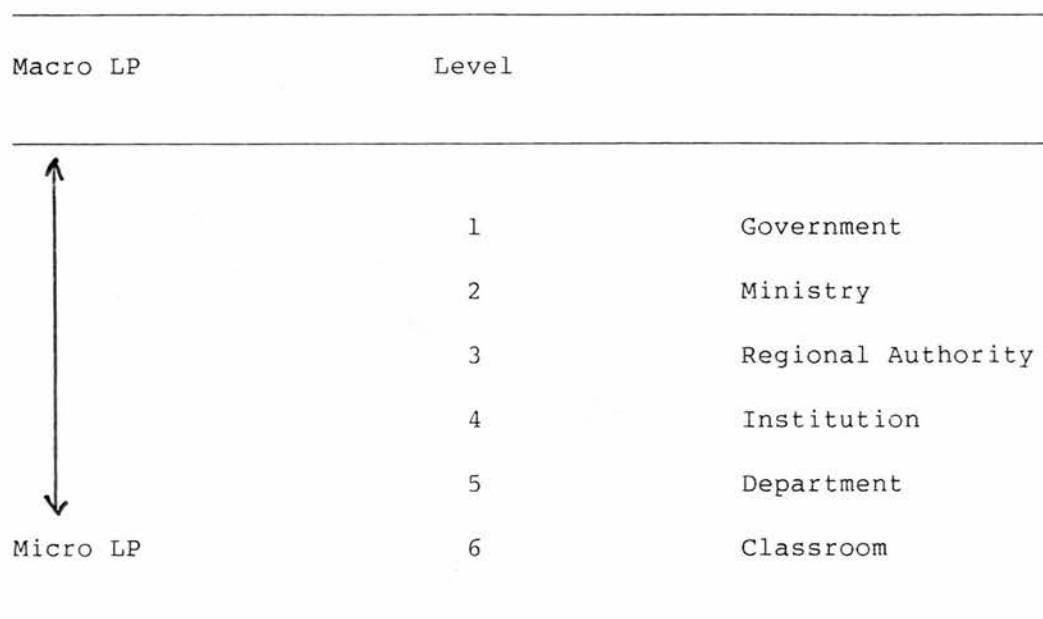 Macro LP Level
1 Government
2 Ministry
3 Regional Authority
4 Institution
5 Department
Micro LP 6 Classroom